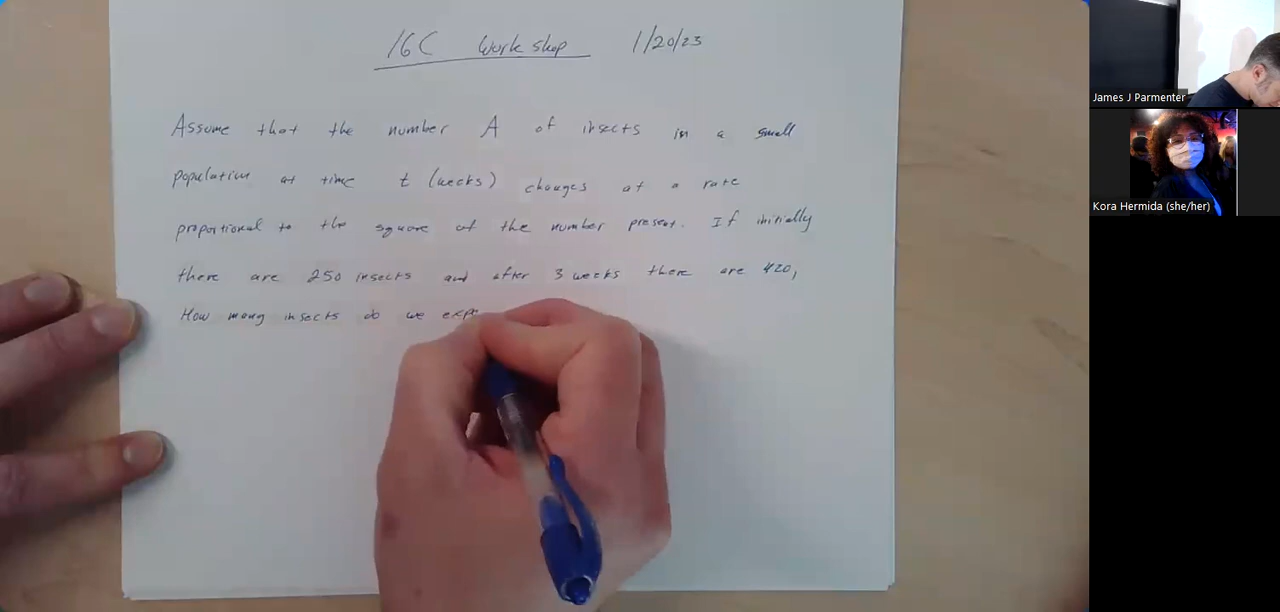 16C Workshop 1/20/23
Assume that the number A of insects in a small
population at time t (weeks) changes at a rate
proportional to the square of the number present. If initially
there are 250 insects and after 3 weeks there are 420,
How many insects do we exp
James J Parmenter
Kora Hermida (she/her)